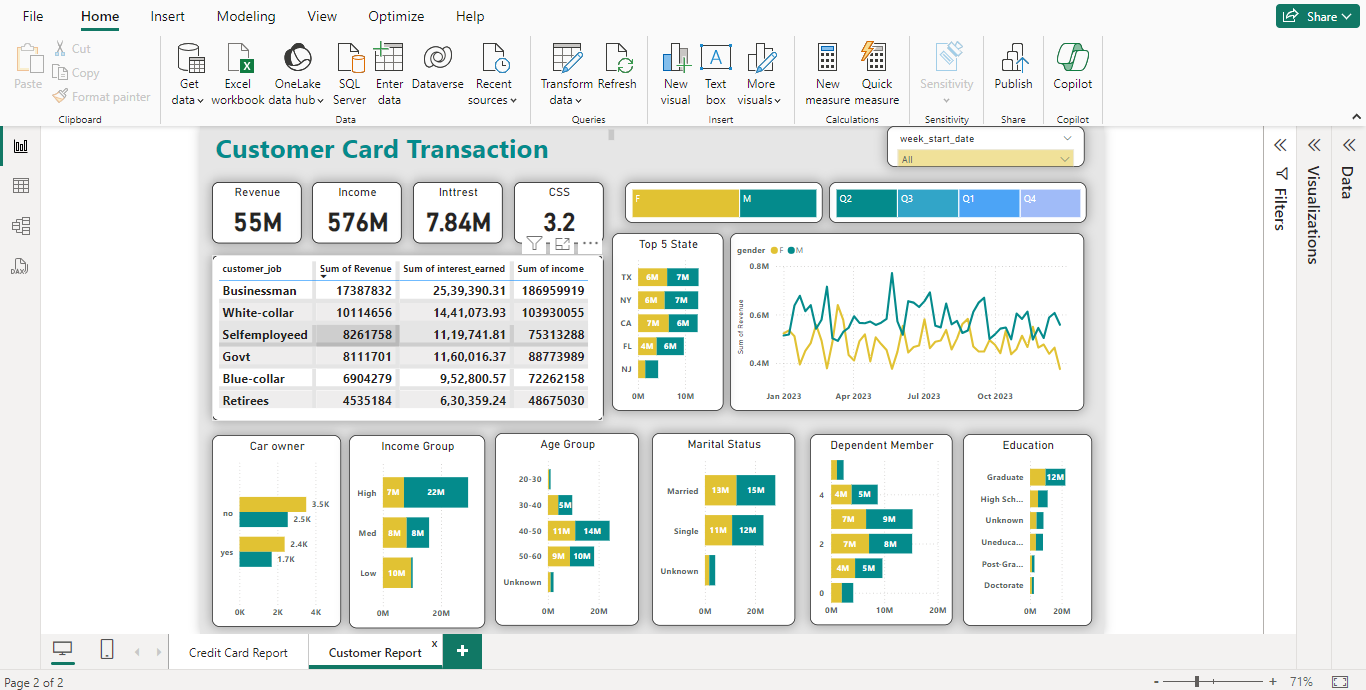 File Home Insert Modeling View Optimize Help Share
Paste
Cut
Copy
Format painter
Clipboard
Get data
Excel workbook
OneLake data hub
SQL Server
Enter data
Dataverse
Recent sources
Data
Transform data
Refresh
Queries
New visual
Text box
More visuals
Insert
New measure
Quick measure
Calculations
Sensitivity
Sensitivity
Publish
Share
Copilot
Copilot
Customer Card Transaction
week_start_date
All
Revenue
55M
Income
576M
Inttrest
7.84M
CSS
3.2
F M
Q2 Q3 Q1 Q4
customer_job Sum of Revenue Sum of interest_earned Sum of income
Businessman 17387832 25,39,390.31 186959919
White-collar 10114656 14,41,073.93 103930055
Selfemployeed 8261758 11,19,741.81 75313288
Govt 8111701 11,60,016.37 88773989
Blue-collar 6904279 9,52,800.57 72262158
Retirees 4535184 6,30,359.24 48675030
Top 5 State
TX 6M 7M
NY 6M 7M
CA 7M 6M
FL 4M 6M
NJ
0M 10M
gender F M
Sum of Revenue
0.8M
0.6M
0.4M
Jan 2023 Apr 2023 Jul 2023 Oct 2023
Car owner
no 3.5K
2.5K
yes 2.4K
1.7K
0K 2K 4K
Income Group
High 7M 22M
Med 8M 8M
Low 10M
0M 20M
Age Group
20-30
30-40 5M
40-50 11M 14M
50-60 9M 10M
Unknown
0M 20M
Marital Status
Married 13M 15M
Single 11M 12M
Unknown
0M 20M
Dependent Member
4 4M 5M
7M 9M
2 7M 8M
4M 5M
0
0M 10M 20M
Education
Graduate 12M
High Sch...
Unknown
Uneduca...
Post-Gra...
Doctorate
0M 20M
Filters
Visualizations
Data
DAX
Credit Card Report
Customer Report x +
Page 2 of 2
- + 71%